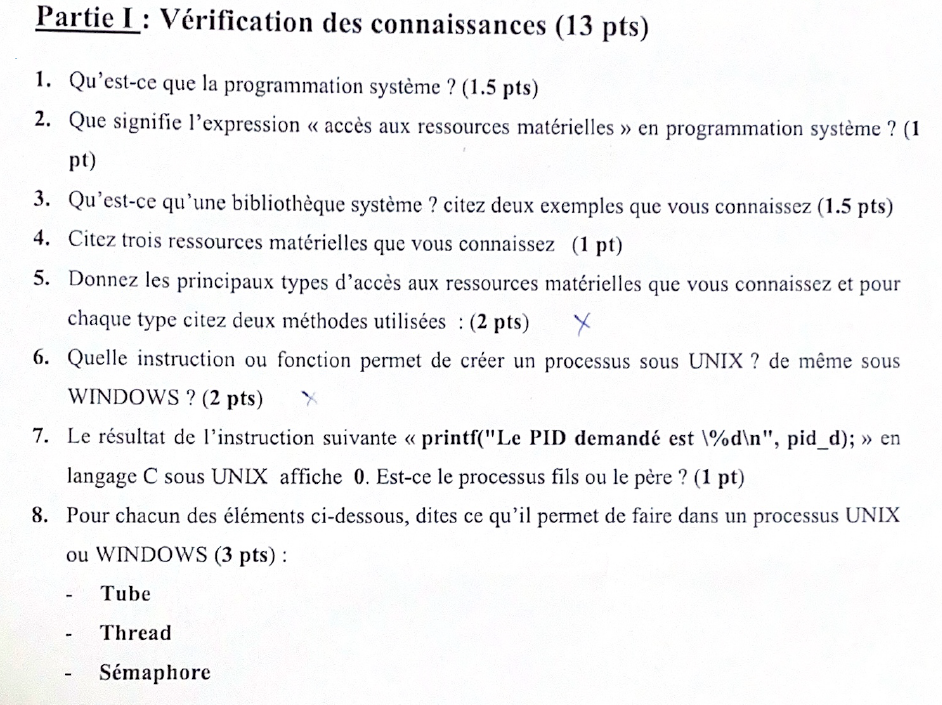 Partie I : Vérification des connaissances (13 pts)
1. Qu'est-ce que la programmation système ? (1.5 pts)
2. Que signifie l'expression « accès aux ressources matérielles » en programmation système ? (1
pt)
3. Qu'est-ce qu'une bibliothèque système ? citez deux exemples que vous connaissez (1.5 pts)
4. Citez trois ressources matérielles que vous connaissez (1 pt)
5. Donnez les principaux types d'accès aux ressources matérielles que vous connaissez et pour
chaque type citez deux méthodes utilisées : (2 pts)
6. Quelle instruction ou fonction permet de créer un processus sous UNIX ? de même sous
WINDOWS ? (2 pts)
7. Le résultat de l'instruction suivante « printf("Le PID demandé est \%d\n", pid_d); » en
langage C sous UNIX affiche 0. Est-ce le processus fils ou le père ? (1 pt)
8. Pour chacun des éléments ci-dessous, dites ce qu'il permet de faire dans un processus UNIX
ou WINDOWS (3 pts) :
- Tube
- Thread
- Sémaphore